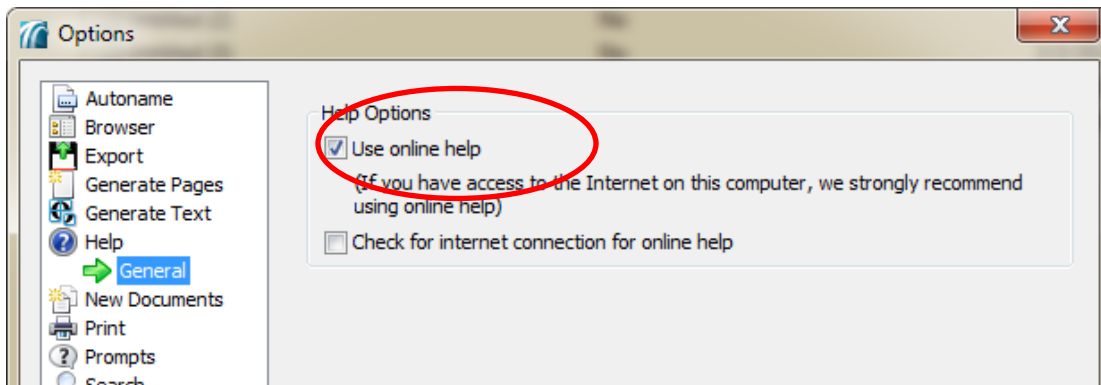 Options
Autoname
Browser
Export
Generate Pages
Generate Text
Help
General
New Documents
Print
Prompts
Search
Help Options
Use online help
(If you have access to the Internet on this computer, we strongly recommend
using online help)
Check for internet connection for online help